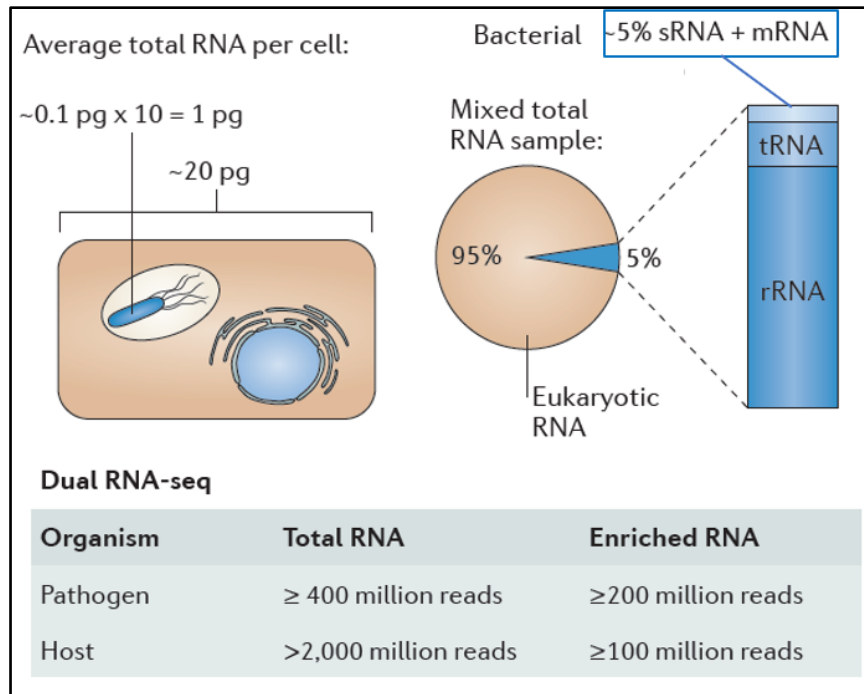 Average total RNA per cell:
Bacterial
~5% sRNA + mRNA
~0.1 pg x 10 = 1 pg
~20 pg
Mixed total
RNA sample:
95%
5%
Eukaryotic
RNA
tRNA
rRNA
Dual RNA-seq
Organism Total RNA Enriched RNA
Pathogen ≥ 400 million reads ≥200 million reads
Host >2,000 million reads ≥100 million reads